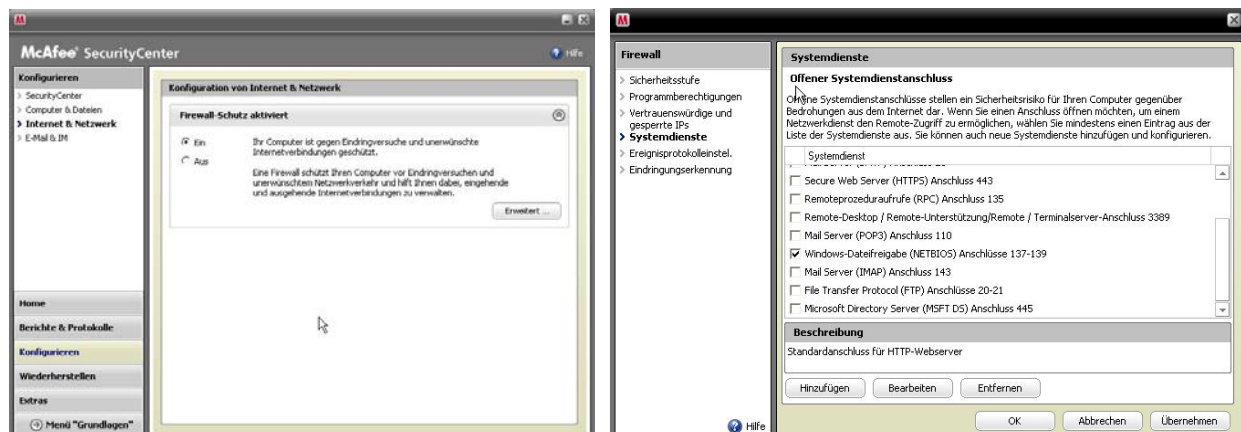 McAfee® SecurityCenter
Hilfe
Konfigurieren
> SecurityCenter
> Computer & Dateien
> Internet & Netzwerk
> E-Mail & IM
Home
Berichte & Protokolle
Konfigurieren
Wiederherstellen
Extras
Menü "Grundlagen"
Konfiguration von Internet & Netzwerk
Firewall-Schutz aktiviert
Ein
Aus
Ihr Computer ist gegen Eindringversuche und unerwünschte
Internetverbindungen geschützt.
Eine Firewall schützt Ihren Computer vor Eindringversuchen und
unerwünschtem Netzwerkverkehr und hilft Ihnen dabei, eingehende
und ausgehende Internetverbindungen zu verwalten.
Erweitert ...
Firewall
> Sicherheitsstufe
> Programmberechtigungen
> Vertrauenswürdige und
gesperrte IPs
> Systemdienste
> Ereignisprotokolleinstel.
> Eindringungserkennung
Hilfe
Systemdienste
Offener Systemdienstanschluss
Offene Systemdienstanschlüsse stellen ein Sicherheitsrisiko für Ihren Computer gegenüber
Bedrohungen aus dem Internet dar. Wenn Sie einen Anschluss öffnen möchten, um einem
Netzwerkdienst den Remote-Zugriff zu ermöglichen, wählen Sie mindestens einen Eintrag aus der
Liste der Systemdienste aus. Sie können auch neue Systemdienste hinzufügen und konfigurieren.
Systemdienst
Secure Web Server (HTTPS) Anschluss 443
Remoteprozeduraufrufe (RPC) Anschluss 135
Remote-Desktop / Remote-Unterstützung/Remote / Terminalserver-Anschluss 3389
Mail Server (POP3) Anschluss 110
Windows-Dateifreigabe (NETBIOS) Anschlüsse 137-139
Mail Server (IMAP) Anschluss 143
File Transfer Protocol (FTP) Anschlüsse 20-21
Microsoft Directory Server (MSFT DS) Anschluss 445
Beschreibung
Standardanschluss für HTTP-Webserver
Hinzufügen
Bearbeiten
Entfernen
OK
Abbrechen
Übernehmen